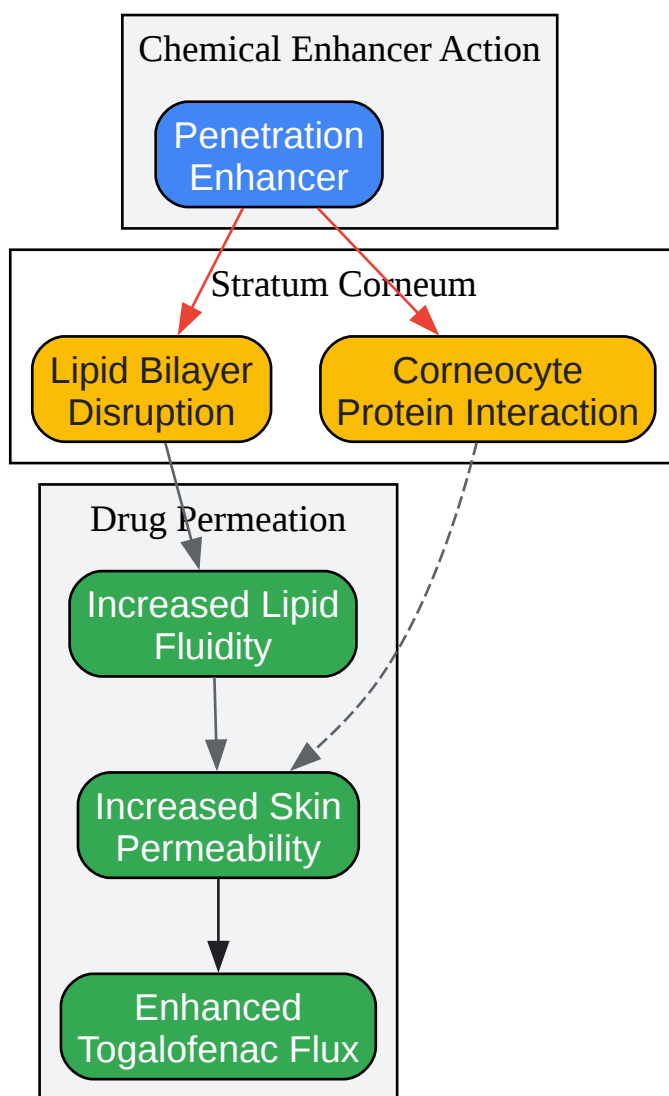 Chemical Enhancer Action
Penetration
Enhancer
Stratum Corneum
Lipid Bilayer
Disruption
Corneocyte
Protein Interaction
Drug Permeation
Increased Lipid
Fluidity
Increased Skin
Permeability
Enhanced
Togalofenac Flux